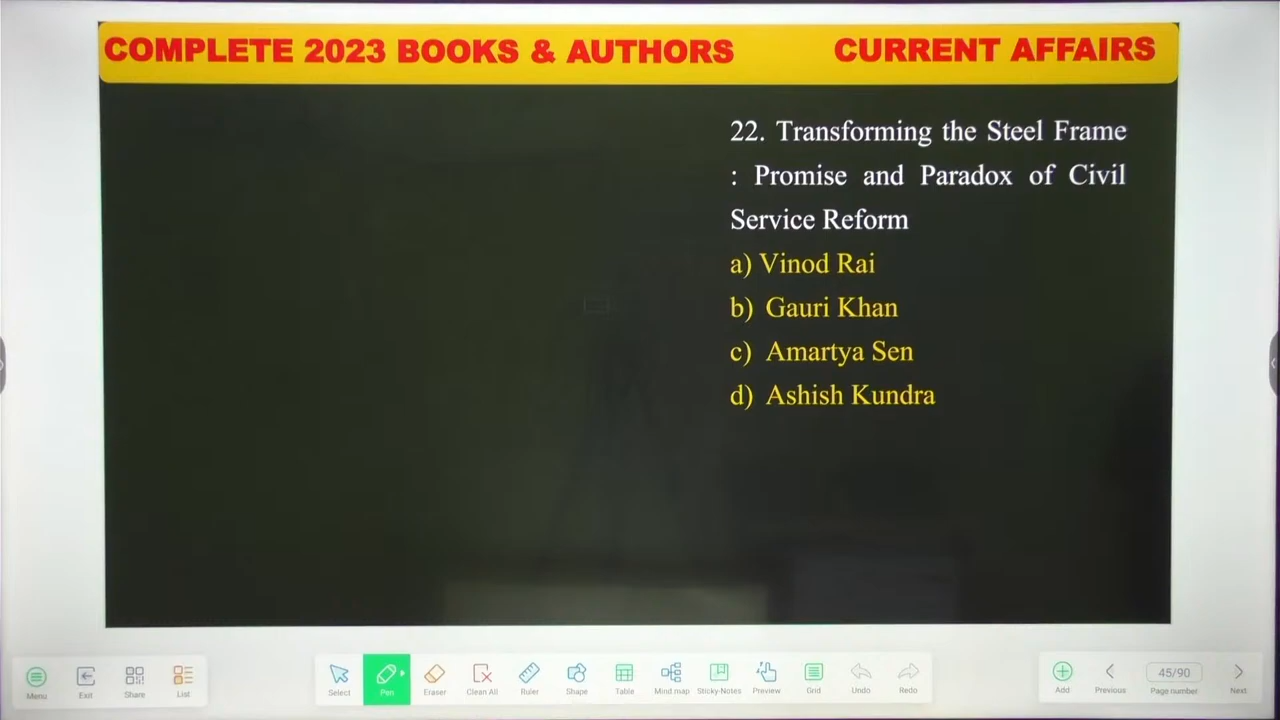 COMPLETE 2023 BOOKS & AUTHORS CURRENT AFFAIRS
22. Transforming the Steel Frame
: Promise and Paradox of Civil
Service Reform
a) Vinod Rai
b) Gauri Khan
c) Amartya Sen
d) Ashish Kundra
Menu
Exit
Share
List
Select
Pen
Eraser
Clean All
Ruler
Shape
Table
Mind map
Sticky-Notes
Preview
Grid
Undo
Redo
Add
Previous
45/90
Page number
Next